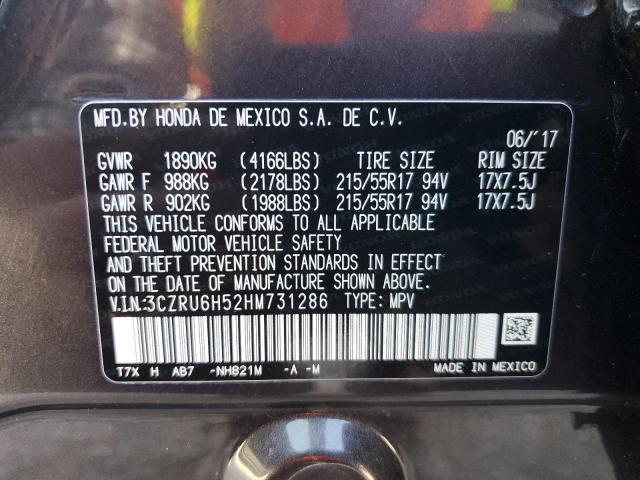 MFD.BY HONDA DE MEXICO S.A. DE C.V.
06/'17
GVWR 1890KG (4166LBS) TIRE SIZE RIM SIZE
GAWR F 988KG (2178LBS) 215/55R17 94V 17X7.5J
GAWR R 902KG (1988LBS) 215/55R17 94V 17X7.5J
THIS VEHICLE CONFORMS TO ALL APPLICABLE
FEDERAL MOTOR VEHICLE SAFETY
AND THEFT PREVENTION STANDARDS IN EFFECT
ON THE DATE OF MANUFACTURE SHOWN ABOVE.
V.I.N.:3CZRU6H52HM731286 TYPE: MPV
T7X H AB7 -NH821M -A -M MADE IN MEXICO